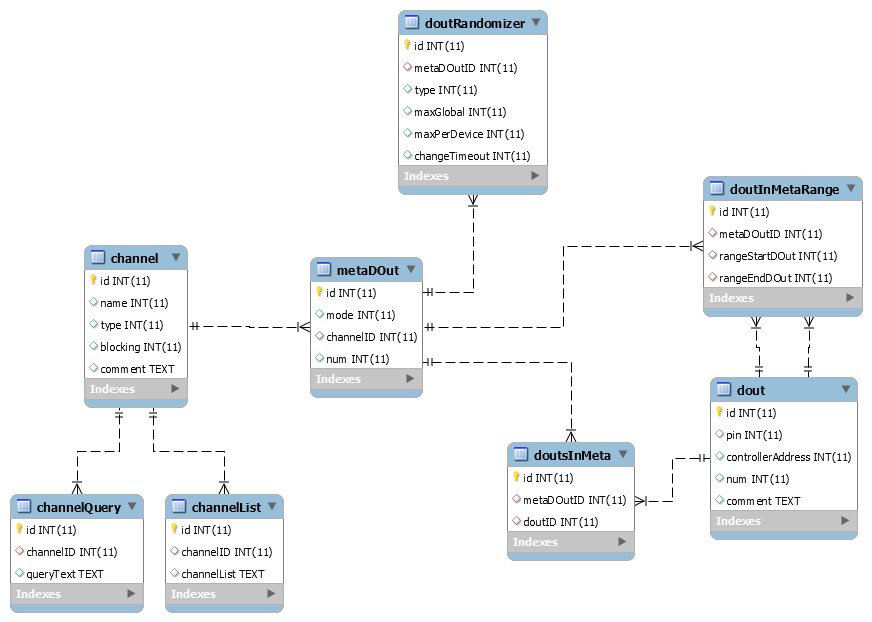 doutRandomizer
id INT(11)
metaDOutID INT(11)
type INT(11)
maxGlobal INT(11)
maxPerDevice INT(11)
changeTimeout INT(11)
Indexes
doutInMetaRange
id INT(11)
metaDOutID INT(11)
rangeStartDOut INT(11)
rangeEndDOut INT(11)
Indexes
channel
id INT(11)
name INT(11)
type INT(11)
blocking INT(11)
comment TEXT
Indexes
metaDOut
id INT(11)
mode INT(11)
channelID INT(11)
num INT(11)
Indexes
dout
id INT(11)
pin INT(11)
controllerAddress INT(11)
num INT(11)
comment TEXT
Indexes
doutsInMeta
id INT(11)
metaDOutID INT(11)
doutID INT(11)
Indexes
channelQuery
id INT(11)
channelID INT(11)
queryText TEXT
Indexes
channelList
id INT(11)
channelID INT(11)
channelList TEXT
Indexes